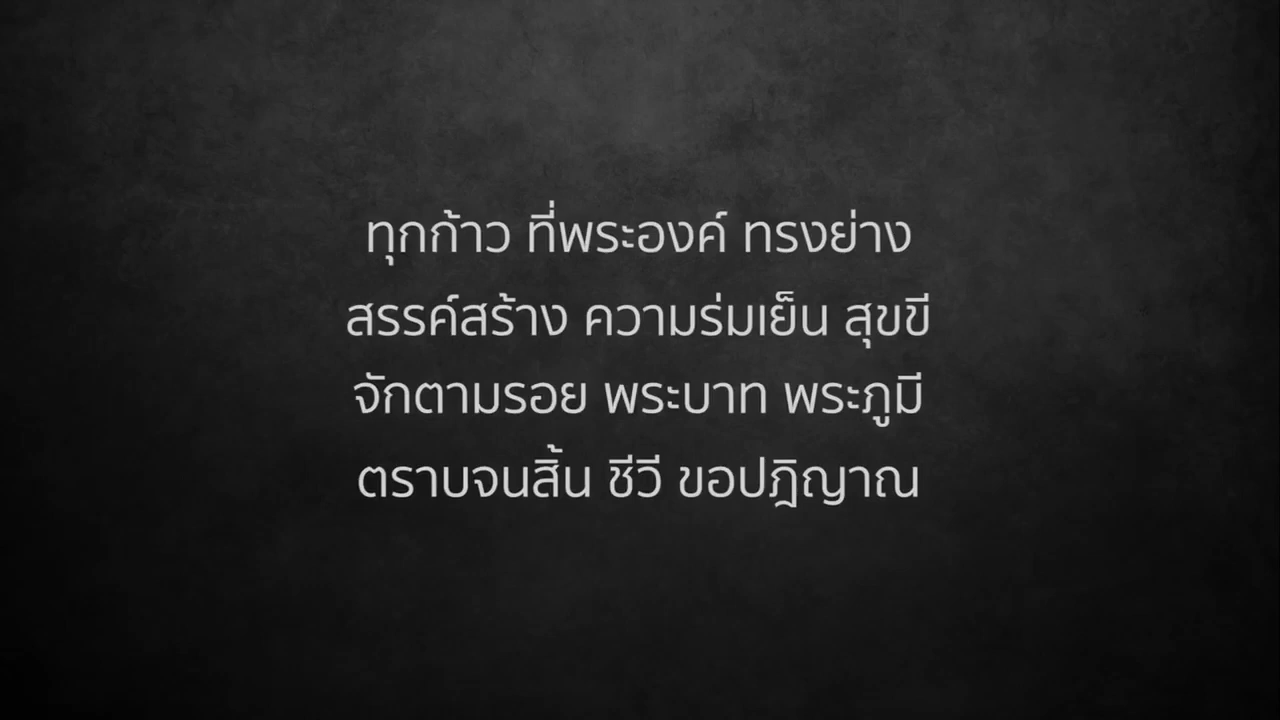 ทุกก้าว ที่พระองค์ ทรงย่าง
สรรค์สร้าง ความร่มเย็น สุขขี
จักตามรอย พระบาท พระภูมี
ตราบจนสิ้น ชีวี ขอปฎิญาณ